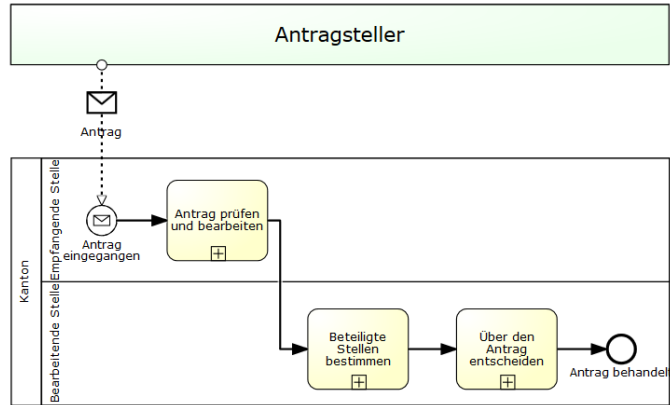 Antragsteller
Antrag
Kanton
Empfangende Stelle
Antrag
eingegangen
Antrag prüfen
und bearbeiten
Bearbeitende Stelle
Beteiligte
Stellen
bestimmen
Über den
Antrag
entscheiden
Antrag behandelt